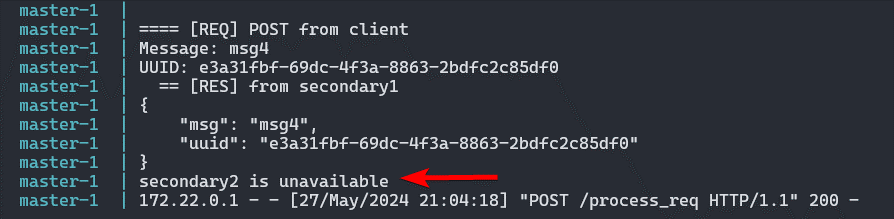 master-1 |
master-1 | ==== [REQ] POST from client
master-1 | Message: msg4
master-1 | UUID: e3a31fbf-69dc-4f3a-8863-2bdfc2c85df0
master-1 |   == [RES] from secondary1
master-1 | {
master-1 |     "msg": "msg4",
master-1 |     "uuid": "e3a31fbf-69dc-4f3a-8863-2bdfc2c85df0"
master-1 | }
master-1 | secondary2 is unavailable
master-1 | 172.22.0.1 - - [27/May/2024 21:04:18] "POST /process_req HTTP/1.1" 200 -